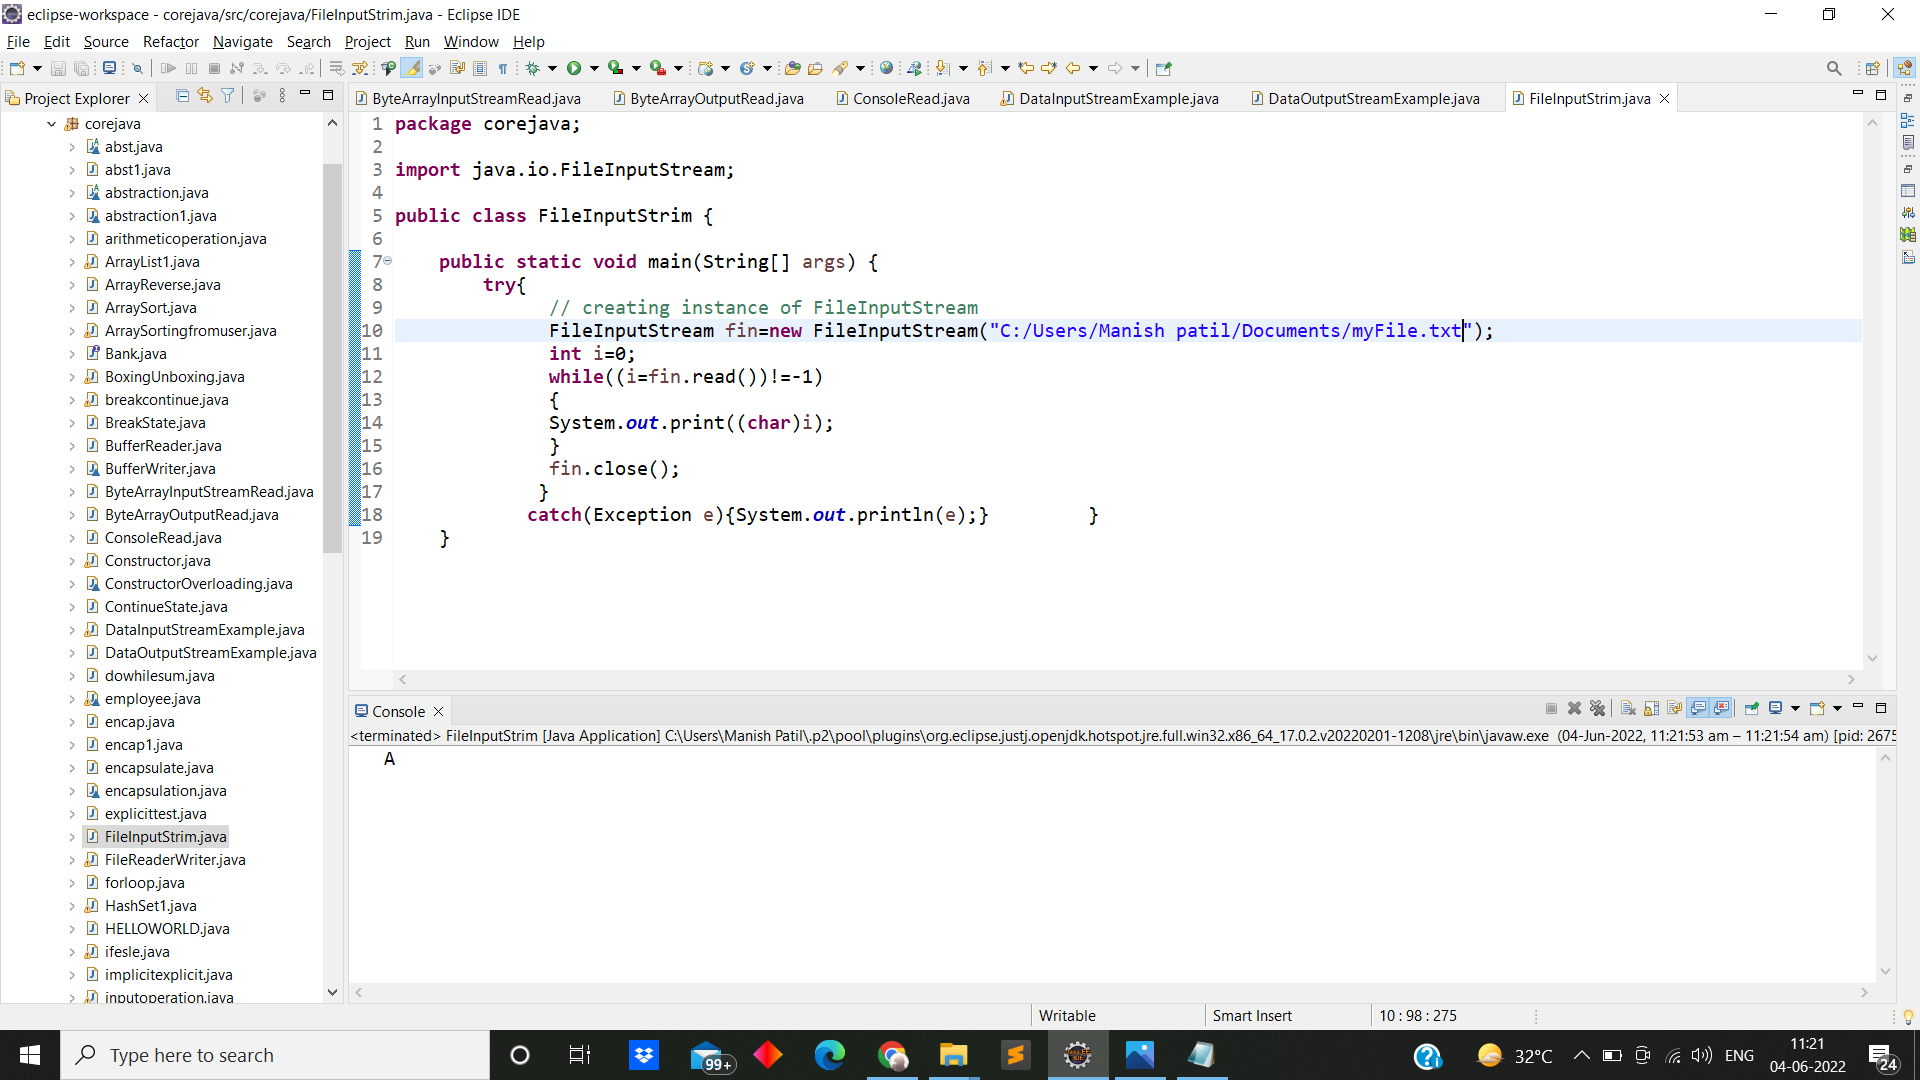 eclipse-workspace - corejava/src/corejava/FileInputStrim.java - Eclipse IDE
File Edit Source Refactor Navigate Search Project Run Window Help
Project Explorer
ByteArrayInputStreamRead.java ByteArrayOutputRead.java ConsoleRead.java DataInputStreamExample.java DataOutputStreamExample.java FileInputStrim.java
corejava
abst.java
abst1.java
abstraction.java
abstraction1.java
arithmeticoperation.java
ArrayList1.java
ArrayReverse.java
ArraySort.java
ArraySortingfromuser.java
Bank.java
BoxingUnboxing.java
breakcontinue.java
BreakState.java
BufferReader.java
BufferWriter.java
ByteArrayInputStreamRead.java
ByteArrayOutputRead.java
ConsoleRead.java
Constructor.java
ConstructorOverloading.java
ContinueState.java
DataInputStreamExample.java
DataOutputStreamExample.java
dowhilesum.java
employee.java
encap.java
encap1.java
encapsulate.java
encapsulation.java
explicittest.java
FileInputStrim.java
FileReaderWriter.java
forloop.java
HashSet1.java
HELLOWORLD.java
ifesle.java
implicitexplicit.java
inputoperation.java
1 package corejava;
2
3 import java.io.FileInputStream;
4
5 public class FileInputStrim {
6
7 public static void main(String[] args) {
8 try{
9 // creating instance of FileInputStream
10 FileInputStream fin=new FileInputStream("C:/Users/Manish patil/Documents/myFile.txt");
11 int i=0;
12 while((i=fin.read())!=-1)
13 {
14 System.out.print((char)i);
15 }
16 fin.close();
17 }
18 catch(Exception e){System.out.println(e);} }
19 }
Console
<terminated> FileInputStrim [Java Application] C:\Users\Manish Patil\.p2\pool\plugins\org.eclipse.justj.openjdk.hotspot.jre.full.win32.x86_64_17.0.2.v20220201-1208\jre\bin\javaw.exe (04-Jun-2022, 11:21:53 am – 11:21:54 am) [pid: 2675
A
Writable Smart Insert 10 : 98 : 275
Type here to search
99+
32°C ENG
11:21
04-06-2022
24